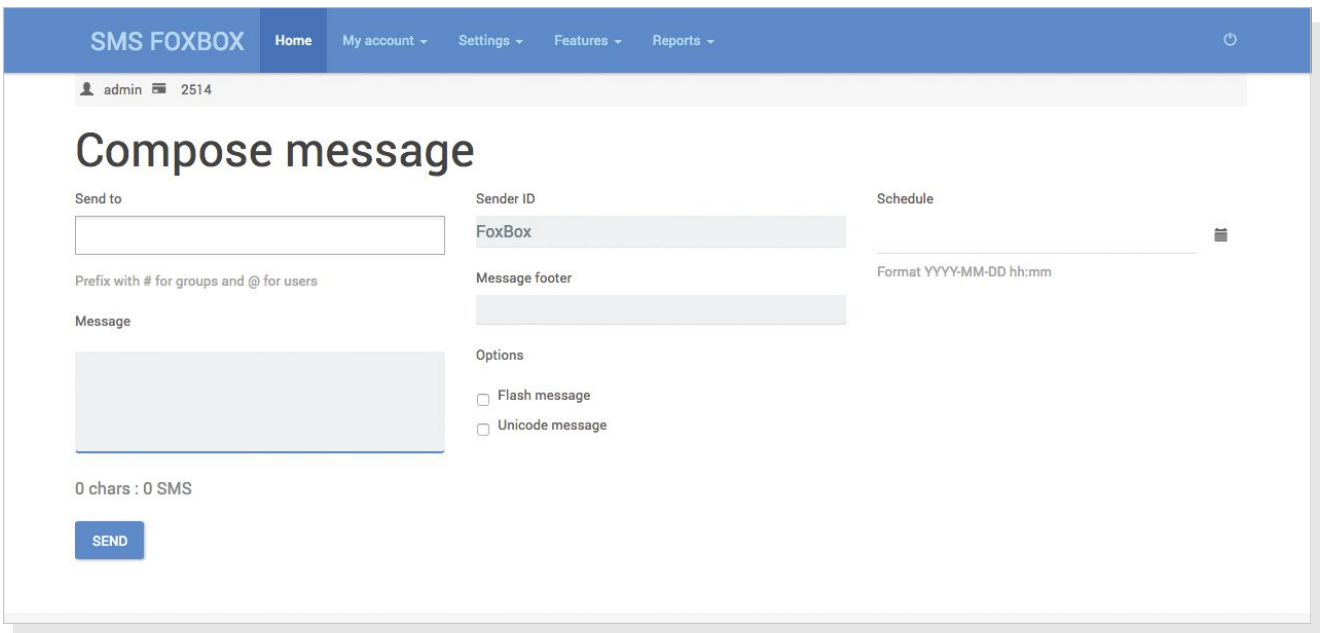 SMS FOXBOX Home My account Settings Features Reports
admin 2514
Compose message
Send to
Prefix with # for groups and @ for users
Message
0 chars : 0 SMS
SEND
Sender ID
FoxBox
Message footer
Options
Flash message
Unicode message
Schedule
Format YYYY-MM-DD hh:mm